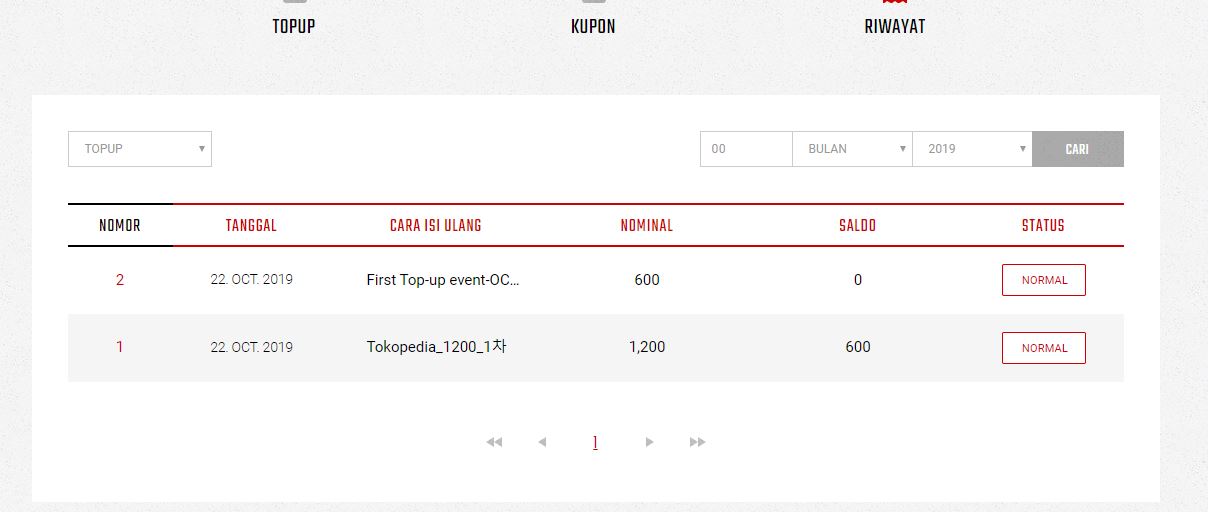 TOPUP KUPON RIWAYAT
TOPUP 00 BULAN 2019 CARI
NOMOR TANGGAL CARA ISI ULANG NOMINAL SALDO STATUS
2 22. OCT. 2019 First Top-up event-OC... 600 0 NORMAL
1 22. OCT. 2019 Tokopedia_1200_1차 1,200 600 NORMAL
1